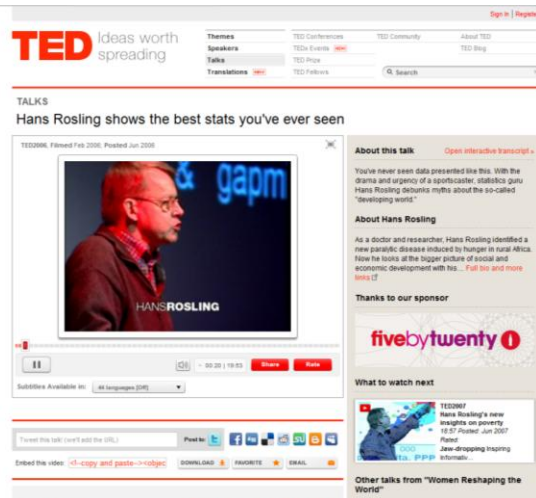 Sign in | Register
TED Ideas worth spreading
Themes
Speakers
Talks
Translations NEW
TED Conferences
TEDx Events NEW
TED Prize
TED Fellows
TED Community
About TED
TED Blog
Search
TALKS
Hans Rosling shows the best stats you've ever seen
TED2006, Filmed Feb 2006; Posted Jun 2006
& gapm
HANSROSLING
00:20 | 19:53
Share
Rate
Subtitles Available in:
44 languages [Off]
Tweet this talk! (we'll add the URL)
Post to:
Embed this video:
<!--copy and paste--><objec
DOWNLOAD
FAVORITE
EMAIL
About this talk
Open interactive transcript »
You've never seen data presented like this. With the
drama and urgency of a sportscaster, statistics guru
Hans Rosling debunks myths about the so-called
"developing world."
About Hans Rosling
As a doctor and researcher, Hans Rosling identified a
new paralytic disease induced by hunger in rural Africa.
Now he looks at the bigger picture of social and
economic development with his… Full bio and more
links
Thanks to our sponsor
fivebytwenty
What to watch next
TED2007
Hans Rosling's new
insights on poverty
18:57 Posted: Jun 2007
Rated:
Jaw-dropping Inspiring
Informativ…
Other talks from "Women Reshaping the
World"